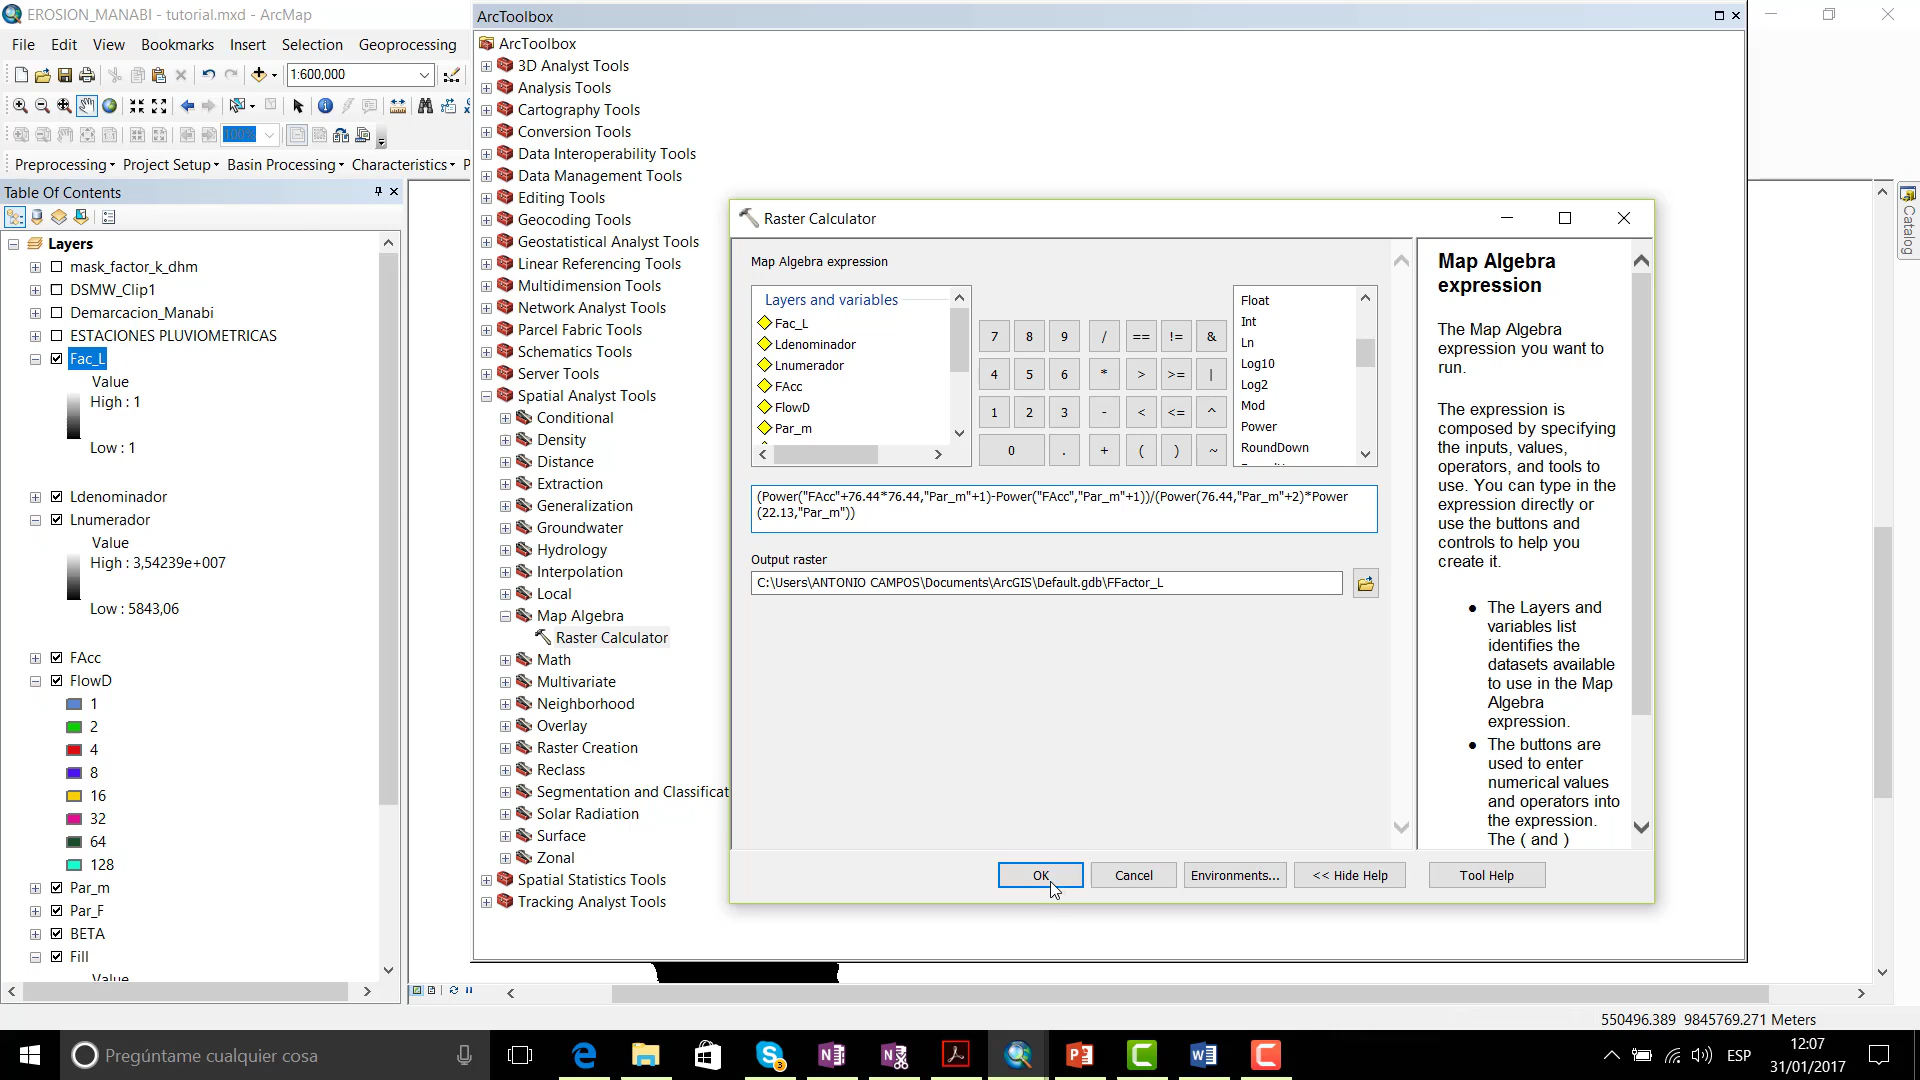 EROSION_MANABI - tutorial.mxd - ArcMap
File Edit View Bookmarks Insert Selection Geoprocessing
1:600,000
100%
Preprocessing Project Setup Basin Processing Characteristics P
Table Of Contents
Layers
mask_factor_k_dhm
DSMW_Clip1
Demarcacion_Manabi
ESTACIONES PLUVIOMETRICAS
Fac_L
Value
High : 1
Low : 1
Ldenominador
Lnumerador
Value
High : 3,54239e+007
Low : 5843,06
FAcc
FlowD
1
2
4
8
16
32
64
128
Par_m
Par_F
BETA
Fill
Value
ArcToolbox
ArcToolbox
3D Analyst Tools
Analysis Tools
Cartography Tools
Conversion Tools
Data Interoperability Tools
Data Management Tools
Editing Tools
Geocoding Tools
Geostatistical Analyst Tools
Linear Referencing Tools
Multidimension Tools
Network Analyst Tools
Parcel Fabric Tools
Schematics Tools
Server Tools
Spatial Analyst Tools
Conditional
Density
Distance
Extraction
Generalization
Groundwater
Hydrology
Interpolation
Local
Map Algebra
Raster Calculator
Math
Multivariate
Neighborhood
Overlay
Raster Creation
Reclass
Segmentation and Classificat
Solar Radiation
Surface
Zonal
Spatial Statistics Tools
Tracking Analyst Tools
Raster Calculator
Map Algebra expression
Layers and variables
Fac_L
Ldenominador
Lnumerador
FAcc
FlowD
Par_m
7 8 9 / == != &
4 5 6 * > >= |
1 2 3 - < <= ^
0 . + ( ) ~
Float
Int
Ln
Log10
Log2
Mod
Power
RoundDown
(Power("FAcc"+76.44*76.44,"Par_m"+1)-Power("FAcc","Par_m"+1))/(Power(76.44,"Par_m"+2)*Power
(22.13,"Par_m"))
Output raster
C:\Users\ANTONIO CAMPOS\Documents\ArcGIS\Default.gdb\FFactor_L
OK Cancel Environments... << Hide Help Tool Help
Map Algebra
expression
The Map Algebra
expression you want to
run.
The expression is
composed by specifying
the inputs, values,
operators, and tools to
use. You can type in the
expression directly or
use the buttons and
controls to help you
create it.
• The Layers and
variables list
identifies the
datasets available
to use in the Map
Algebra
expression.
• The buttons are
used to enter
numerical values
and operators into
the expression.
The ( and )
Catalog
550496.389 9845769.271 Meters
Pregúntame cualquier cosa
3
ESP
12:07
31/01/2017